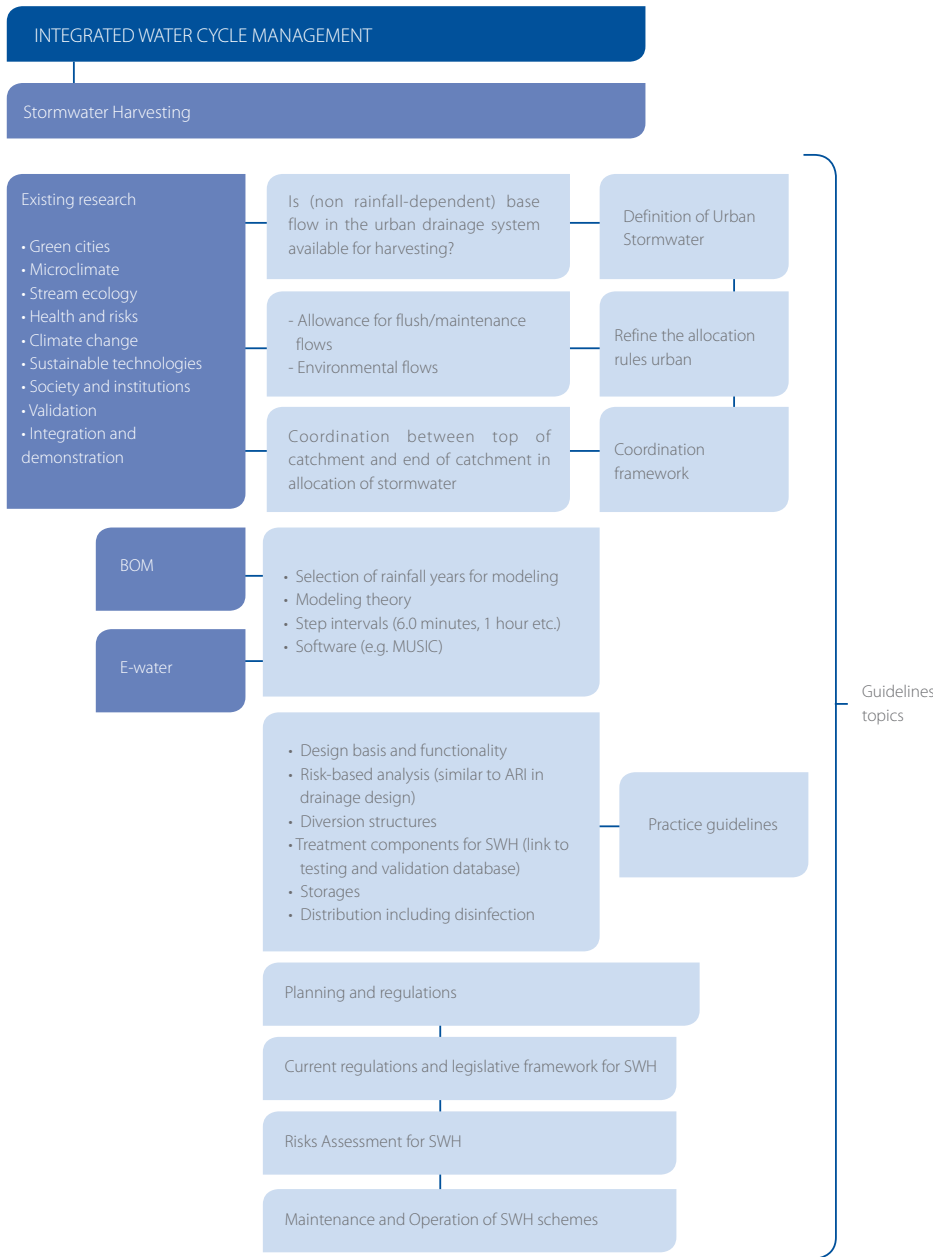 INTEGRATED WATER CYCLE MANAGEMENT
Stormwater Harvesting
Existing research
• Green cities
• Microclimate
• Stream ecology
• Health and risks
• Climate change
• Sustainable technologies
• Society and institutions
• Validation
• Integration and
demonstration
Is (non rainfall-dependent) base
flow in the urban drainage system
available for harvesting?
Definition of Urban
Stormwater
- Allowance for flush/maintenance
flows
- Environmental flows
Refine the allocation
rules urban
Coordination between top of
catchment and end of catchment in
allocation of stormwater
Coordination
framework
BOM
E-water
• Selection of rainfall years for modeling
• Modeling theory
• Step intervals (6.0 minutes, 1 hour etc.)
• Software (e.g. MUSIC)
• Design basis and functionality
• Risk-based analysis (similar to ARI in
drainage design)
• Diversion structures
• Treatment components for SWH (link to
testing and validation database)
• Storages
• Distribution including disinfection
Practice guidelines
Guidelines
topics
Planning and regulations
Current regulations and legislative framework for SWH
Risks Assessment for SWH
Maintenance and Operation of SWH schemes